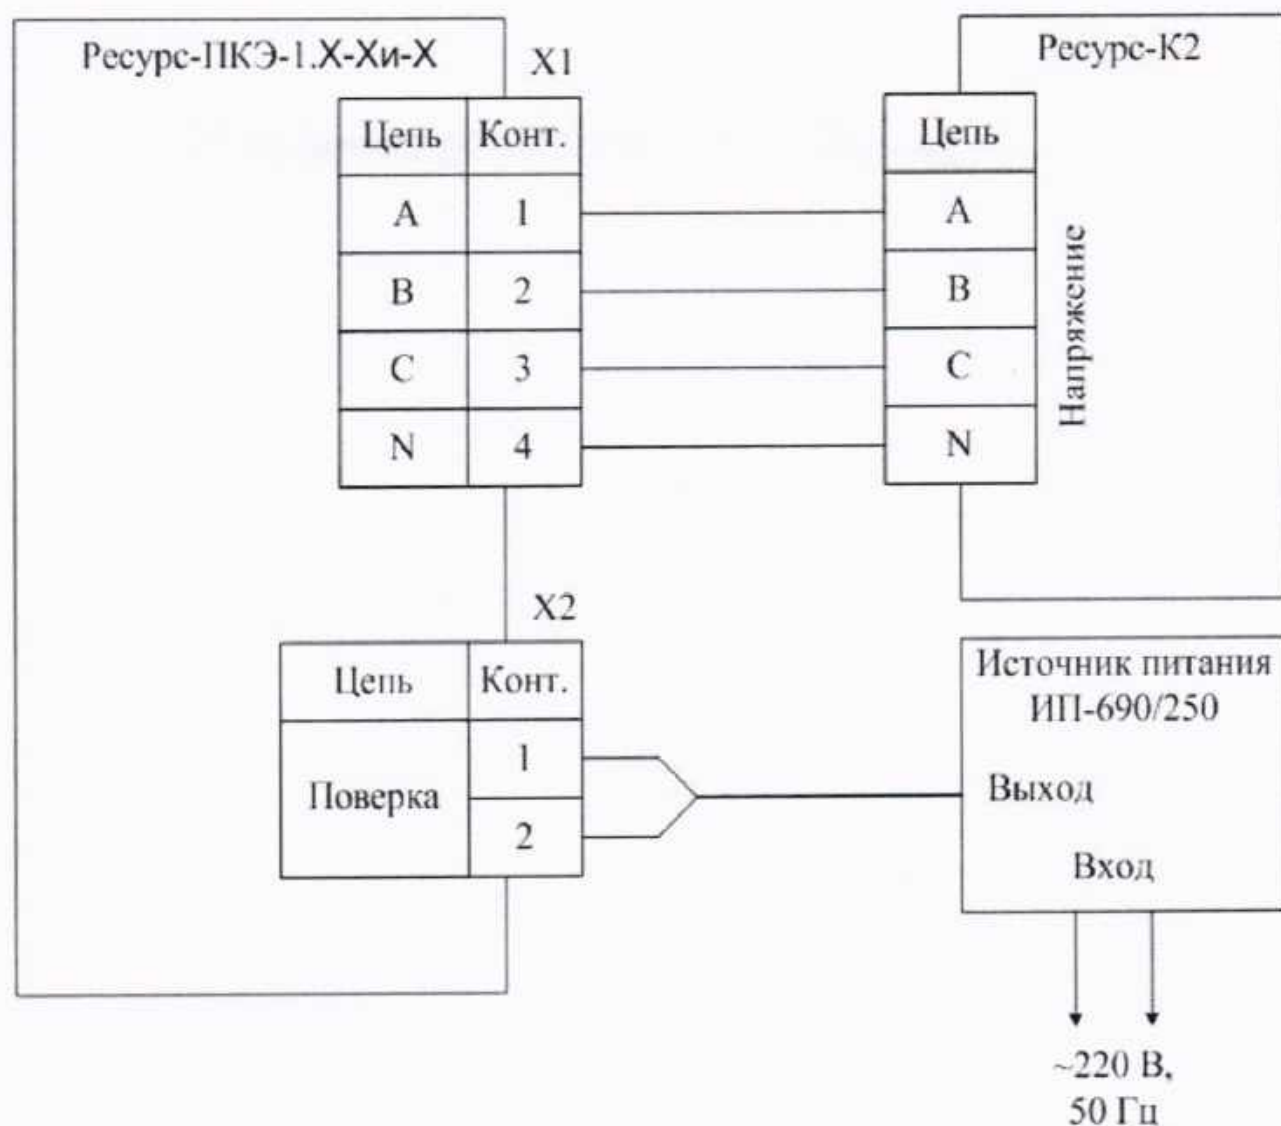 Ресурс-ПКЭ-1.Х-Хи-Х
X1
Цепь Конт.
A 1
B 2
C 3
N 4
Ресурс-К2
Цепь
A
B
C
N
Напряжение
X2
Цепь Конт.
Поверка
1
2
Источник питания
ИП-690/250
Выход
Вход
~220 В,
50 Гц